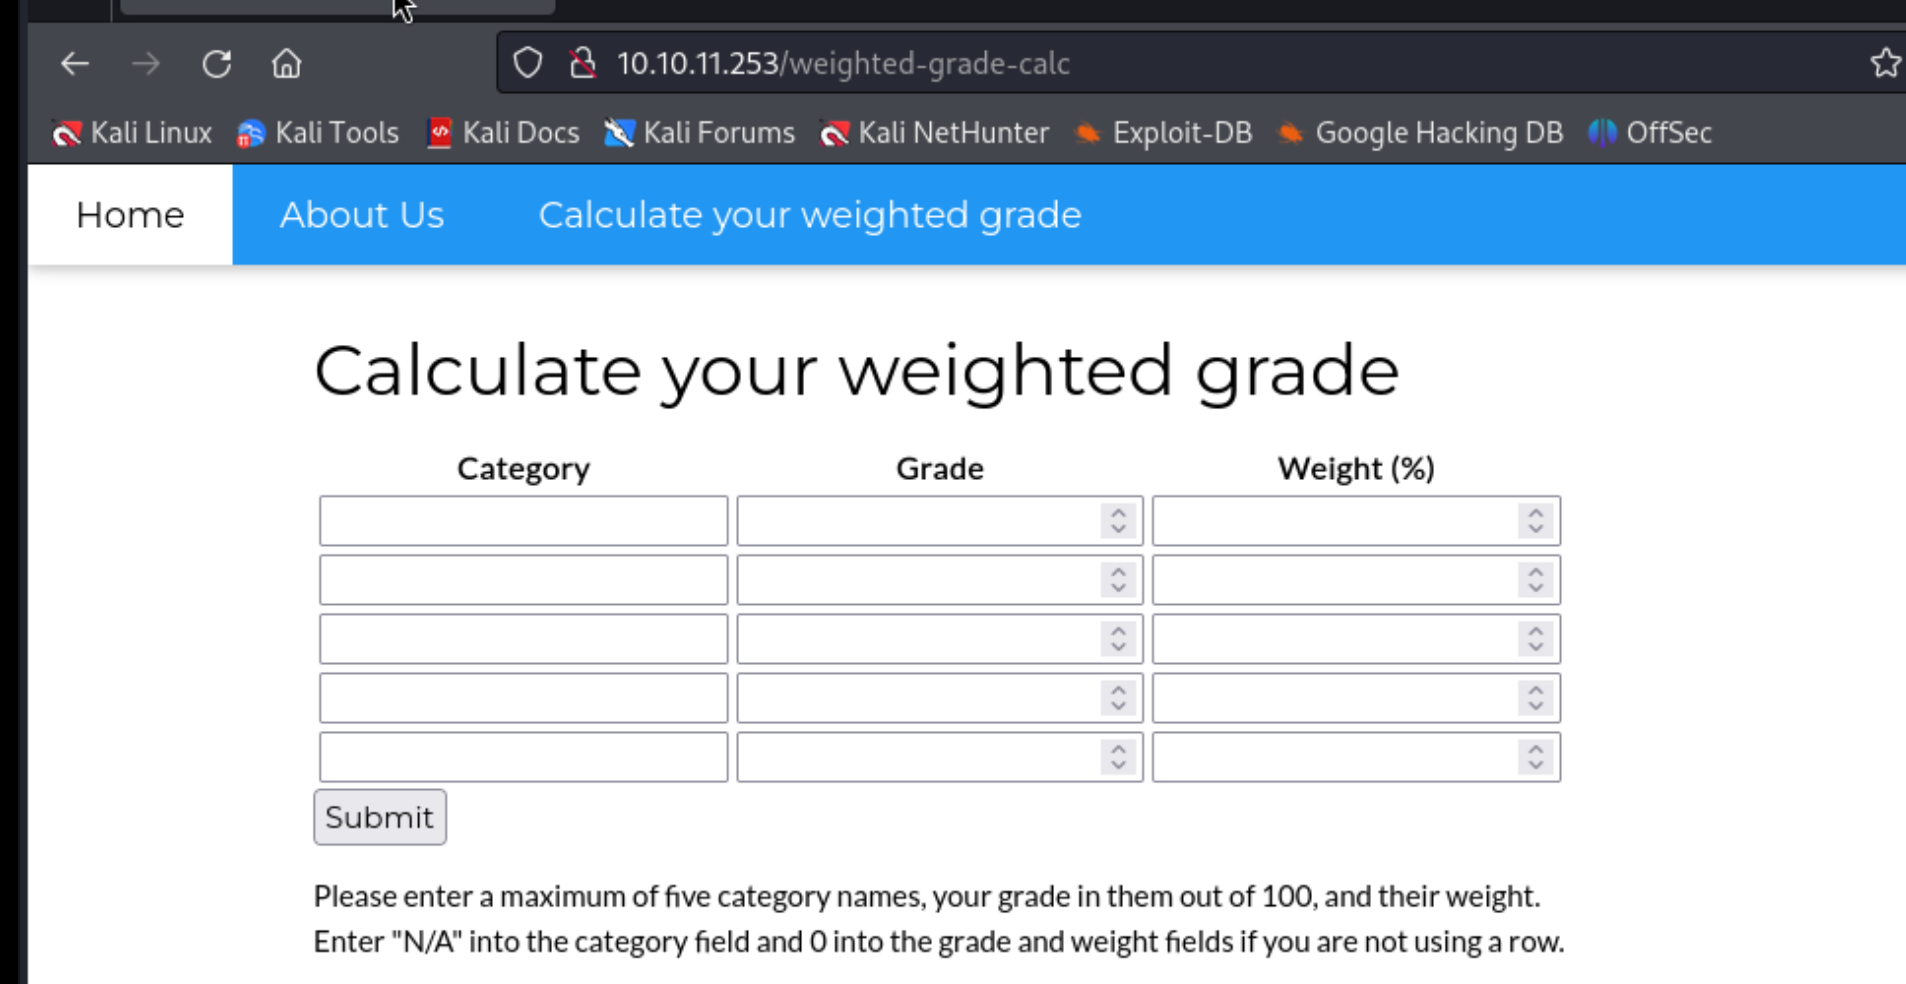 10.10.11.253/weighted-grade-calc
Kali Linux Kali Tools Kali Docs Kali Forums Kali NetHunter Exploit-DB Google Hacking DB OffSec
Home About Us Calculate your weighted grade
Calculate your weighted grade
Category Grade Weight (%)
Submit
Please enter a maximum of five category names, your grade in them out of 100, and their weight.
Enter "N/A" into the category field and 0 into the grade and weight fields if you are not using a row.